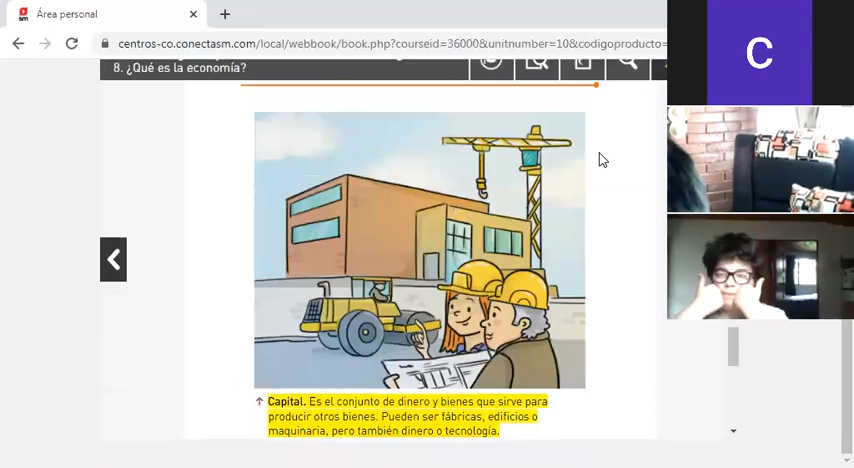 sm
Área personal
centros-co.conectasm.com/local/webbook/book.php?courseid=36000&unitnumber=10&codigoproducto=
8. ¿Qué es la economía?
C
Capital. Es el conjunto de dinero y bienes que sirve para
producir otros bienes. Pueden ser fábricas, edificios o
maquinaria, pero también dinero o tecnología.